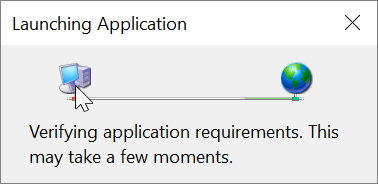 Launching Application
Verifying application requirements. This
may take a few moments.